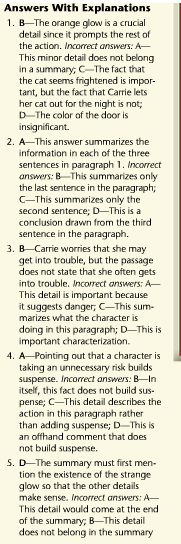 Answers With Explanations
1. B—The orange glow is a crucial
detail since it prompts the rest of
the action. Incorrect answers: A—
This minor detail does not belong
in a summary; C—The fact that
the cat seems frightened is impor-
tant, but the fact that Carrie lets
her cat out for the night is not;
D—The color of the door is
insignificant.
2. A—This answer summarizes the
information in each of the three
sentences in paragraph 1. Incorrect
answers: B—This summarizes only
the last sentence in the paragraph;
C—This summarizes only the
second sentence; D—This is a
conclusion drawn from the third
sentence in the paragraph.
3. B—Carrie worries that she may
get into trouble, but the passage
does not state that she often gets
into trouble. Incorrect answers: A—
This detail is important because
it suggests danger; C—This sum-
marizes what the character is
doing in this paragraph; D—This is
important characterization.
4. A—Pointing out that a character is
taking an unnecessary risk builds
suspense. Incorrect answers: B—In
itself, this fact does not build sus-
pense; C—This detail describes the
action in this paragraph rather
than adding suspense; D—This is
an offhand comment that does
not build suspense.
5. D—The summary must first men-
tion the existence of the strange
glow so that the other details
make sense. Incorrect answers: A—
This detail would come at the end
of the summary; B—This detail
does not belong in the summary